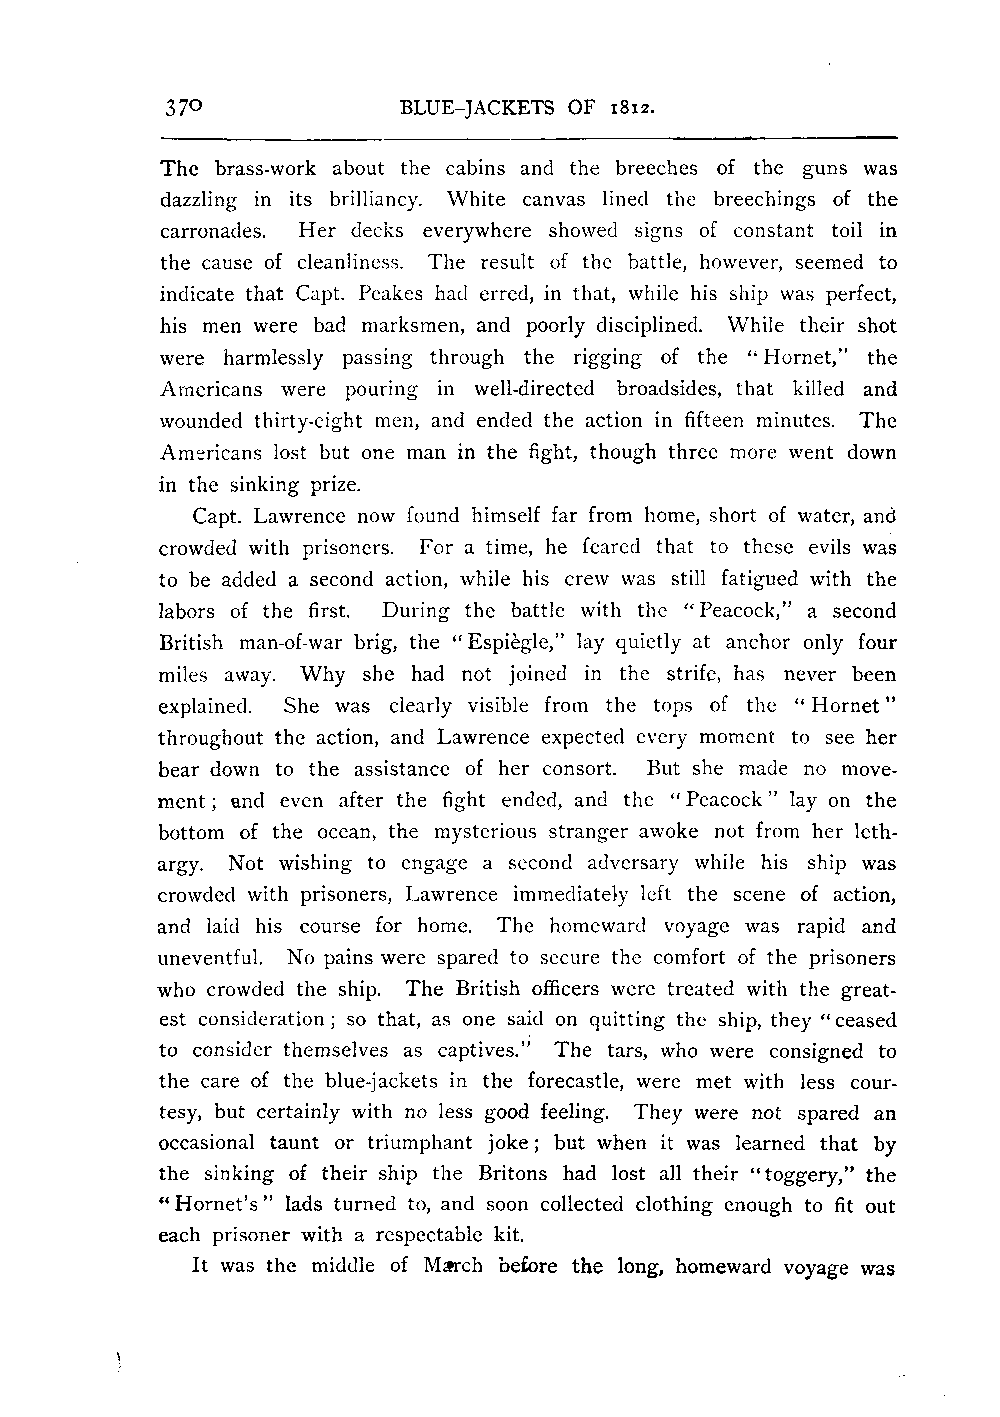 370 BLUE-JACKETS OF 1812.
The brass-work about the cabins and the breeches of the guns was
dazzling in its brilliancy. White canvas lined the breechings of the
carronades. Her decks everywhere showed signs of constant toil in
the cause of cleanliness. The result of the battle, however, seemed to
indicate that Capt. Peakes had erred, in that, while his ship was perfect,
his men were bad marksmen, and poorly disciplined. While their shot
were harmlessly passing through the rigging of the "Hornet," the
Americans were pouring in well-directed broadsides, that killed and
wounded thirty-eight men, and ended the action in fifteen minutes. The
Americans lost but one man in the fight, though three more went down
in the sinking prize.
Capt. Lawrence now found himself far from home, short of water, and
crowded with prisoners. For a time, he feared that to these evils was
to be added a second action, while his crew was still fatigued with the
labors of the first. During the battle with the "Peacock," a second
British man-of-war brig, the "Espiègle," lay quietly at anchor only four
miles away. Why she had not joined in the strife, has never been
explained. She was clearly visible from the tops of the "Hornet"
throughout the action, and Lawrence expected every moment to see her
bear down to the assistance of her consort. But she made no move-
ment; and even after the fight ended, and the "Peacock" lay on the
bottom of the ocean, the mysterious stranger awoke not from her leth-
argy. Not wishing to engage a second adversary while his ship was
crowded with prisoners, Lawrence immediately left the scene of action,
and laid his course for home. The homeward voyage was rapid and
uneventful. No pains were spared to secure the comfort of the prisoners
who crowded the ship. The British officers were treated with the great-
est consideration; so that, as one said on quitting the ship, they "ceased
to consider themselves as captives." The tars, who were consigned to
the care of the blue-jackets in the forecastle, were met with less cour-
tesy, but certainly with no less good feeling. They were not spared an
occasional taunt or triumphant joke; but when it was learned that by
the sinking of their ship the Britons had lost all their "toggery," the
"Hornet's" lads turned to, and soon collected clothing enough to fit out
each prisoner with a respectable kit.
It was the middle of March before the long, homeward voyage was